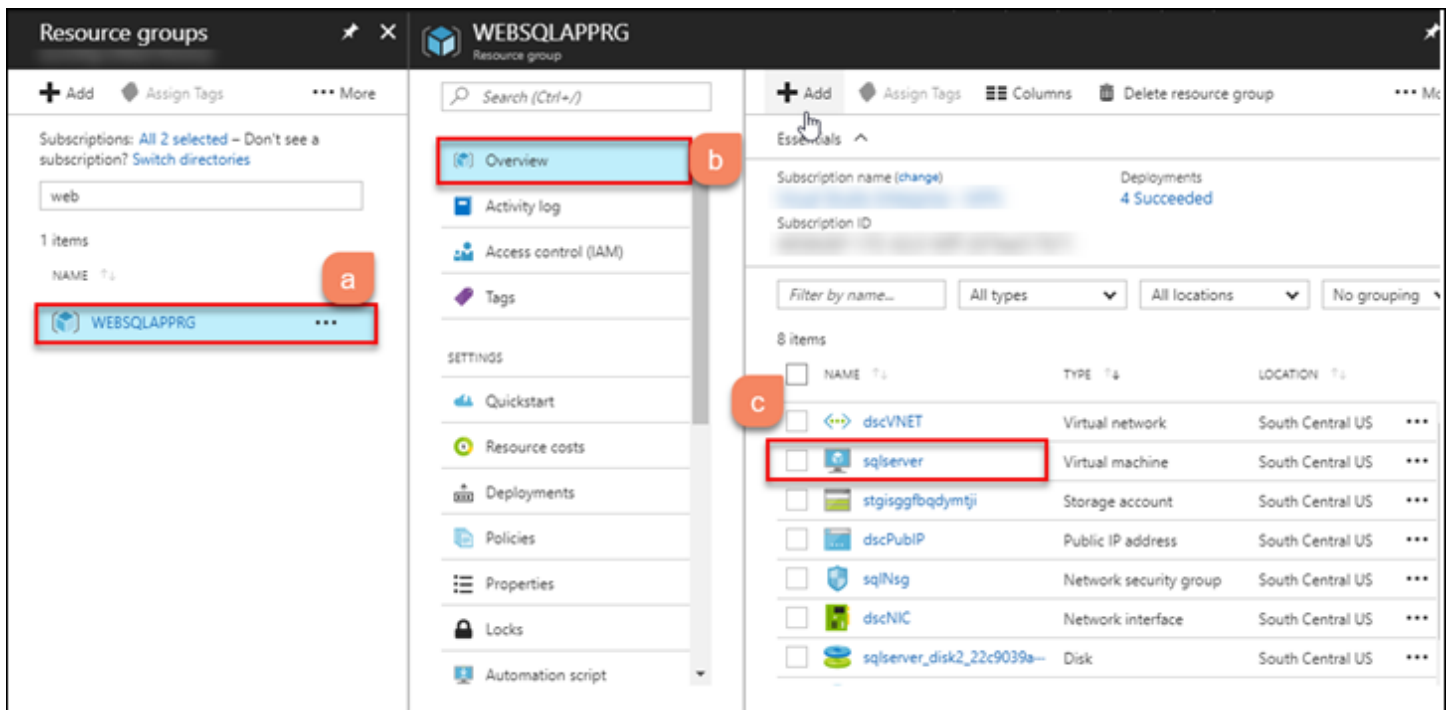 Resource groups
Add Assign Tags ••• More
Subscriptions: All 2 selected – Don't see a
subscription? Switch directories
web
1 items
NAME
a
WEBSQLAPPRG •••
WEBSQLAPPRG
Resource group
Search (Ctrl+/)
Overview
b
Activity log
Access control (IAM)
Tags
SETTINGS
Quickstart
Resource costs
Deployments
Policies
Properties
Locks
Automation script
Add Assign Tags Columns Delete resource group •••
Essentials
Subscription name (change) Deployments
4 Succeeded
Subscription ID
Filter by name... All types All locations No grouping
8 items
NAME TYPE LOCATION
c
dscVNET Virtual network South Central US •••
sqlserver Virtual machine South Central US •••
stgisggfbqdymtji Storage account South Central US •••
dscPubIP Public IP address South Central US •••
sqlNsg Network security group South Central US •••
dscNIC Network interface South Central US •••
sqlserver_disk2_22c9039a— Disk South Central US •••